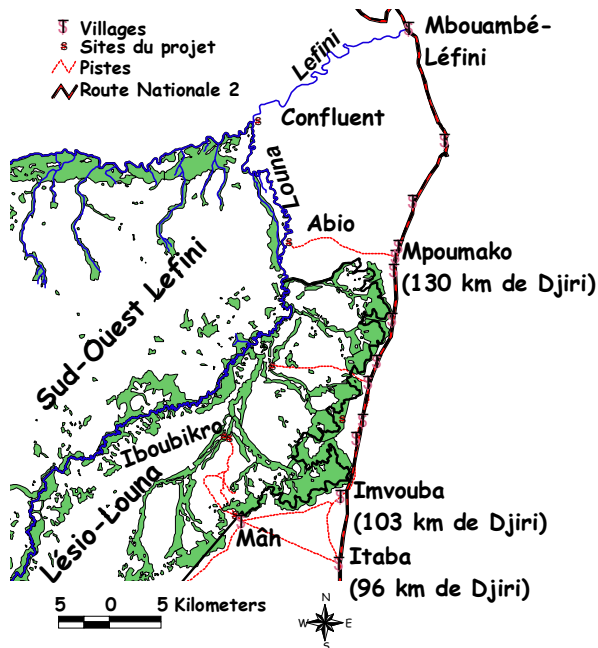 Villages
Sites du projet
Pistes
Route Nationale 2
Mbouambé-
Léfini
Lefini
Confluent
Louna
Abio
Mpoumako
(130 km de Djiri)
Sud-Ouest Lefini
Iboubikro
Lésio-Louna
Imvouba
(103 km de Djiri)
Mâh
Itaba
(96 km de Djiri)
5 0 5 Kilometers
N
W E
S